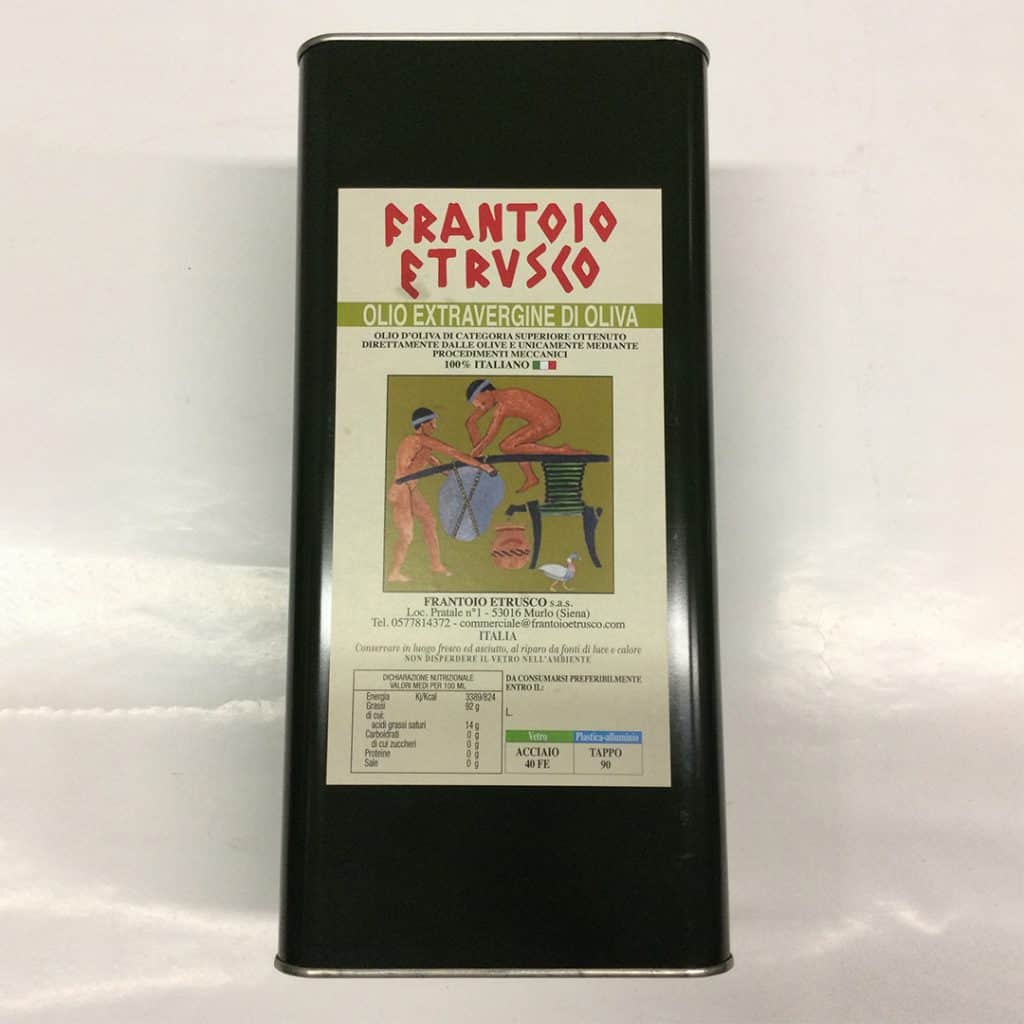 FRANTOIO
ETRVSCO
OLIO EXTRAVERGINE DI OLIVA
OLIO D'OLIVA DI CATEGORIA SUPERIORE OTTENUTO
DIRETTAMENTE DALLE OLIVE E UNICAMENTE MEDIANTE
PROCEDIMENTI MECCANICI
100% ITALIANO
FRANTOIO ETRUSCO s.a.s.
Loc. Pratale n°1 - 53016 Murlo (Siena)
Tel. 0577814372 - commerciale@frantoioetrusco.com
ITALIA
Conservare in luogo fresco ed asciutto, al riparo da fonti di luce e calore
NON DISPERDERE IL VETRO NELL'AMBIENTE
DICHIARAZIONE NUTRIZIONALE
VALORI MEDI PER 100 ML
Energia Kj/Kcal 3389/824
Grassi 92 g
di cui:
acidi grassi saturi 14 g
Carboidrati 0 g
di cui zuccheri 0 g
Proteine 0 g
Sale 0 g
DA CONSUMARSI PREFERIBILMENTE
ENTRO IL:
L.
Vetro Plastica-alluminio
ACCIAIO TAPPO
40 FE 90